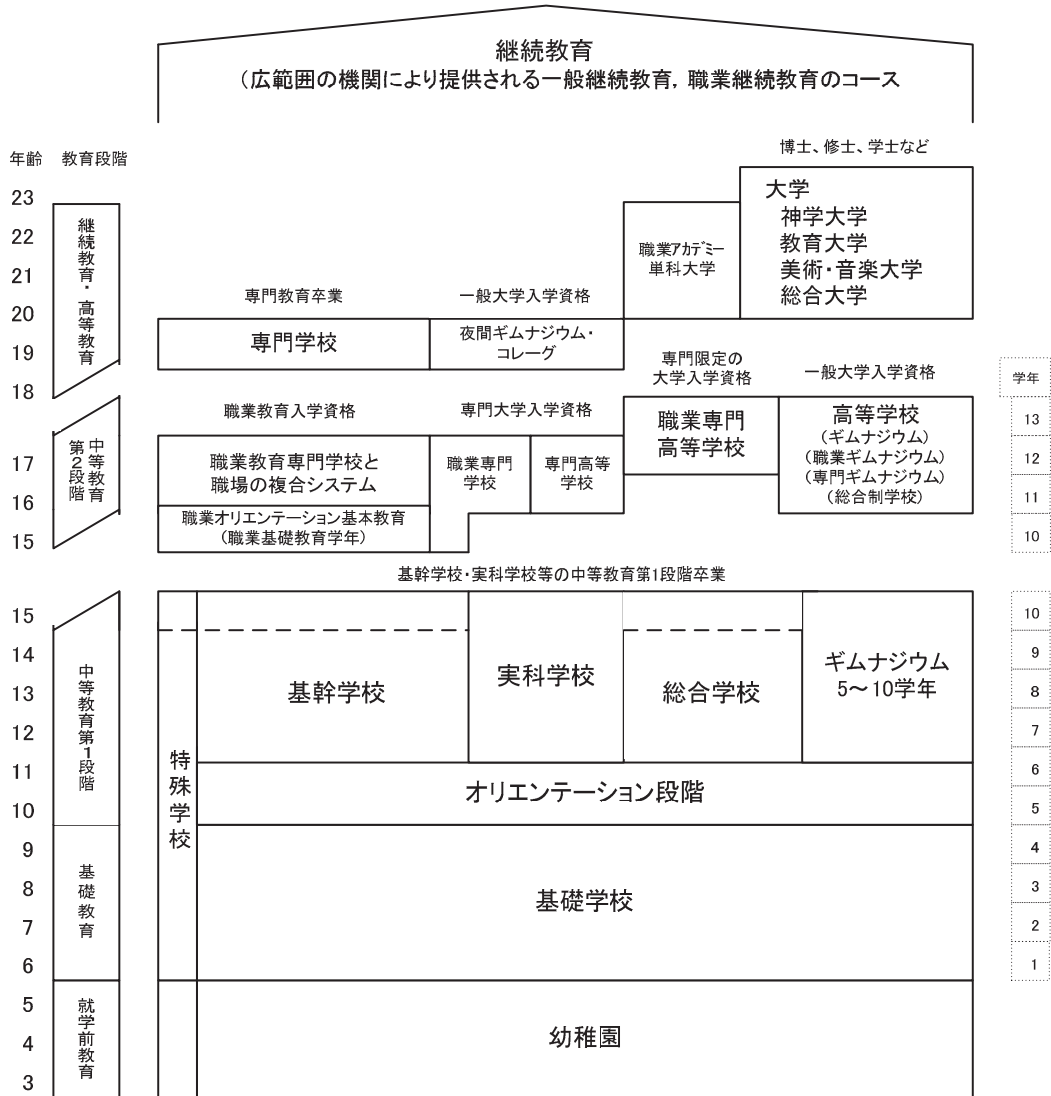 継続教育
(広範囲の機関により提供される一般継続教育, 職業継続教育のコース
年齢 教育段階
博士、修士、学士など
23
22
21
20
19
18
継続教育・高等教育
職業アカデミー
単科大学
大学
神学大学
教育大学
美術・音楽大学
総合大学
専門教育卒業
一般大学入学資格
専門学校
夜間ギムナジウム・
コレーグ
専門限定の
大学入学資格
一般大学入学資格
学年
職業教育入学資格
専門大学入学資格
17
16
15
中等教育
第2段階
職業教育専門学校と
職場の複合システム
職業オリエンテーション基本教育
(職業基礎教育学年)
職業専門
学校
専門高等
学校
職業専門
高等学校
高等学校
(ギムナジウム)
(職業ギムナジウム)
(専門ギムナジウム)
(総合制学校)
13
12
11
10
基幹学校・実科学校等の中等教育第1段階卒業
15
14
13
12
11
10
9
8
7
6
5
4
3
中等教育第1段階
基礎教育
就学前教育
特殊学校
基幹学校
実科学校
総合学校
ギムナジウム
5～10学年
オリエンテーション段階
基礎学校
幼稚園
10
9
8
7
6
5
4
3
2
1